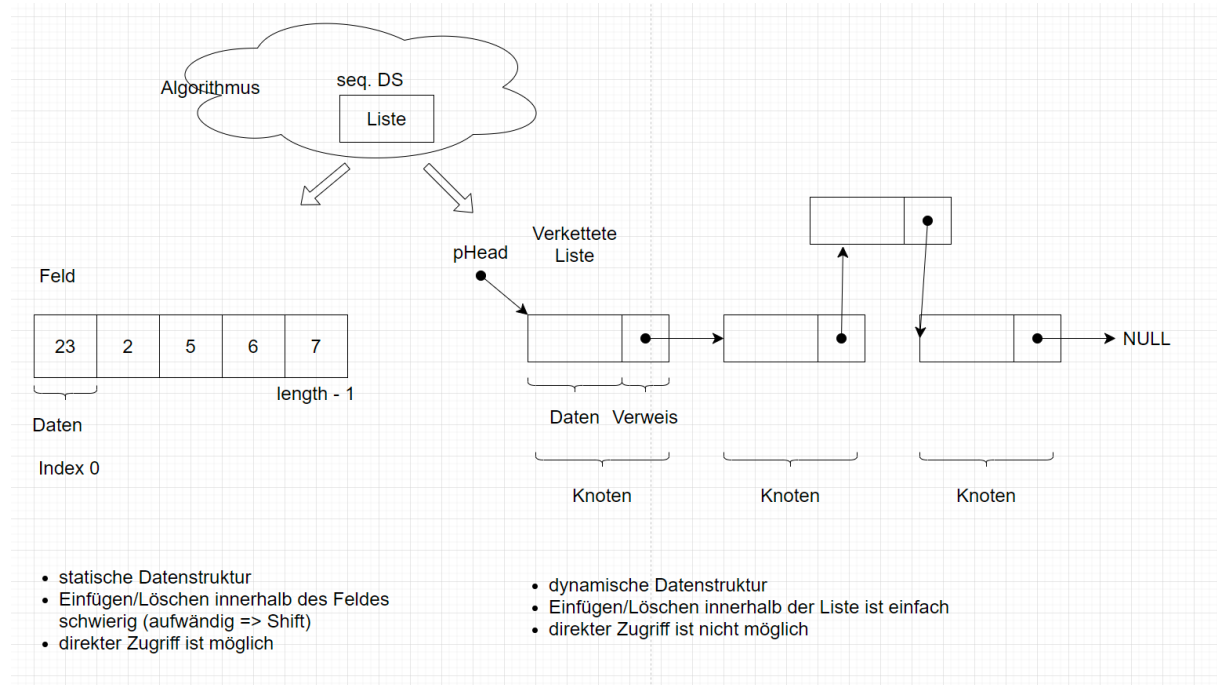 Algorithmus
seq. DS
Liste
Feld
23 2 5 6 7
length - 1
Daten
Index 0
pHead
Verkettete
Liste
NULL
Daten Verweis
Knoten
Knoten
Knoten
• statische Datenstruktur
• Einfügen/Löschen innerhalb des Feldes
schwierig (aufwändig => Shift)
• direkter Zugriff ist möglich
• dynamische Datenstruktur
• Einfügen/Löschen innerhalb der Liste ist einfach
• direkter Zugriff ist nicht möglich